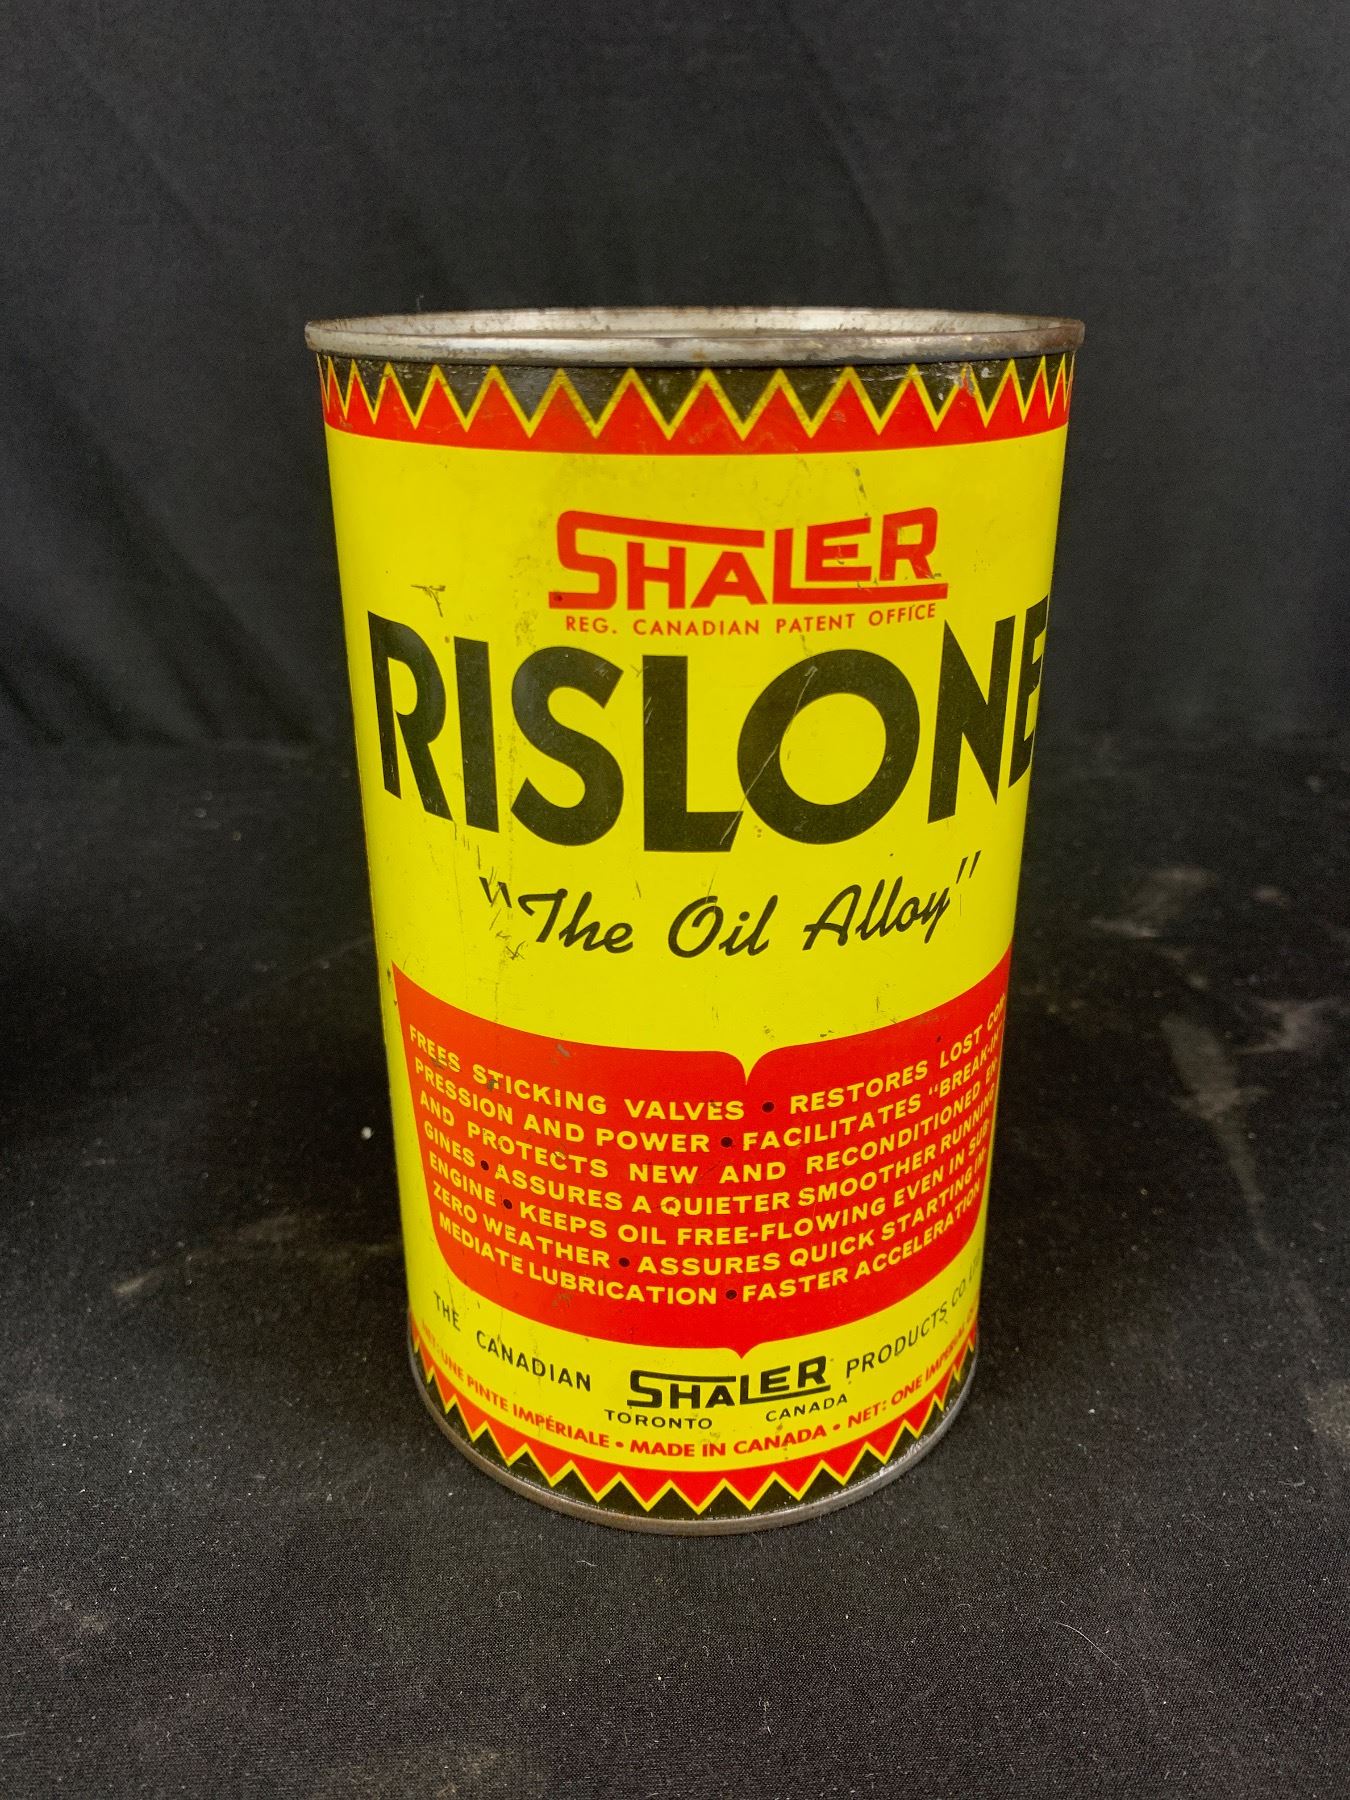 SHALER
REG. CANADIAN PATENT OFFICE
RISLONE
"The Oil Alloy"
FREES STICKING VALVES • RESTORES LOST COM-
PRESSION AND POWER • FACILITATES "BREAK-IN"
AND PROTECTS NEW AND RECONDITIONED EN-
GINES • ASSURES A QUIETER SMOOTHER RUNNING
ENGINE • KEEPS OIL FREE-FLOWING EVEN IN SUB-
ZERO WEATHER • ASSURES QUICK STARTING IM-
MEDIATE LUBRICATION • FASTER ACCELERATION
THE CANADIAN SHALER PRODUCTS CO.
TORONTO CANADA
NET: UNE PINTE IMPÉRIALE • MADE IN CANADA • NET: ONE IMPERIAL